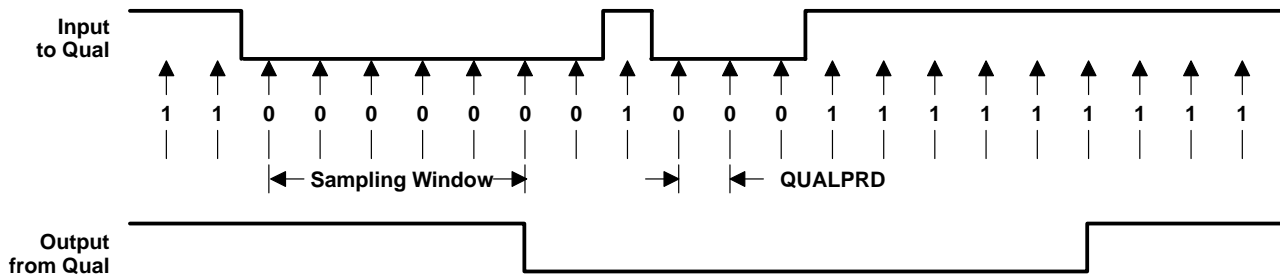 Input
to Qual
1 1 0 0 0 0 0 0 1 0 0 0 1 1 1 1 1 1 1 1 1
Sampling Window QUALPRD
Output
from Qual